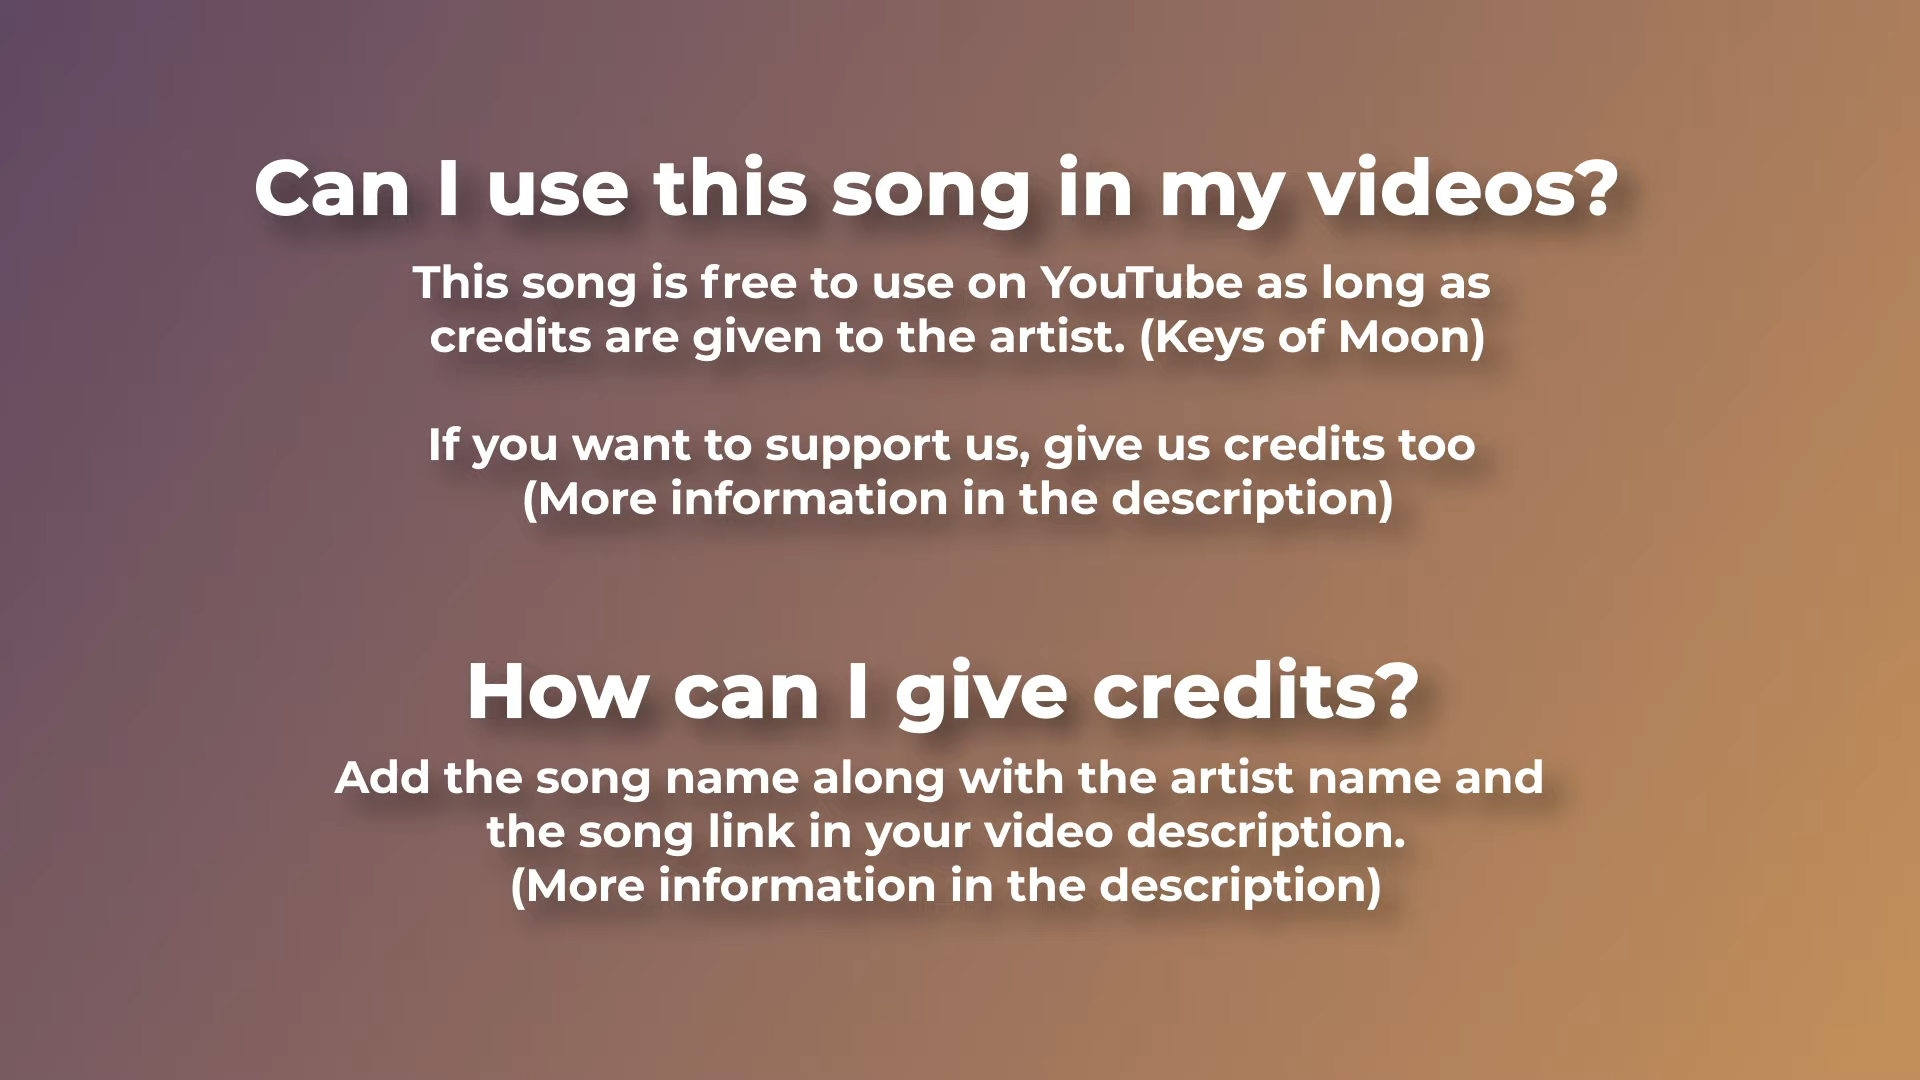 Can I use this song in my videos?
This song is free to use on YouTube as long as
credits are given to the artist. (Keys of Moon)
If you want to support us, give us credits too
(More information in the description)
How can I give credits?
Add the song name along with the artist name and
the song link in your video description.
(More information in the description)